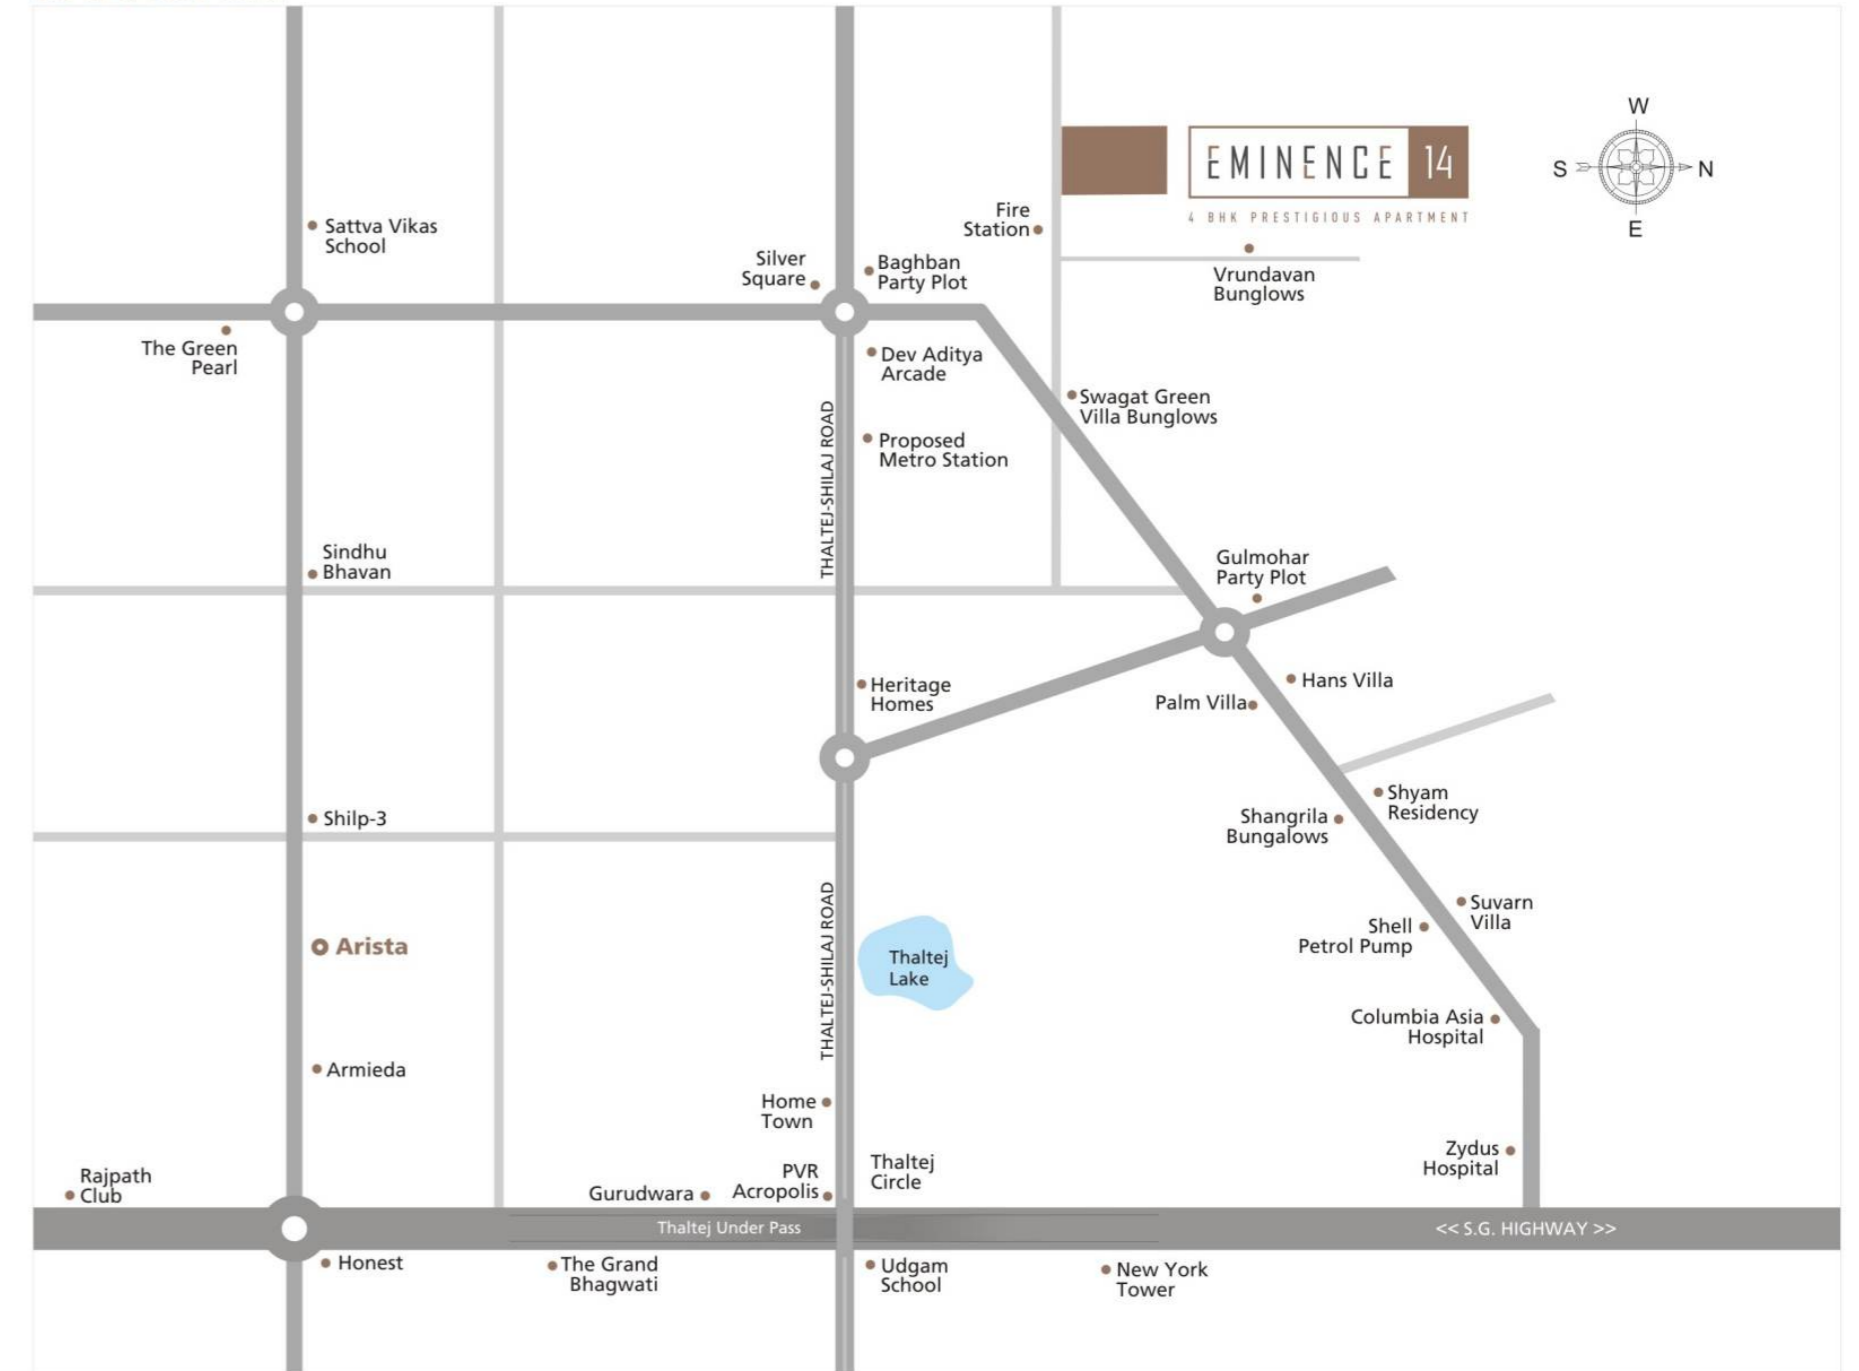 W
S
N
E
EMINENCE 14
4 BHK PRESTIGIOUS APARTMENT
Fire
Station
Sattva Vikas
School
Silver
Square
Baghban
Party Plot
Vrundavan
Bunglows
The Green
Pearl
Dev Aditya
Arcade
Swagat Green
Villa Bunglows
THALTEJ-SHILAJ ROAD
Proposed
Metro Station
Sindhu
Bhavan
Gulmohar
Party Plot
Heritage
Homes
Palm Villa
Hans Villa
Shilp-3
Shangrila
Bungalows
Shyam
Residency
Arista
THALTEJ-SHILAJ ROAD
Thaltej
Lake
Shell
Petrol Pump
Suvarn
Villa
Columbia Asia
Hospital
Armieda
Home
Town
Zydus
Hospital
Rajpath
Club
Gurudwara
PVR
Acropolis
Thaltej
Circle
Thaltej Under Pass
<< S.G. HIGHWAY >>
Honest
The Grand
Bhagwati
Udgam
School
New York
Tower